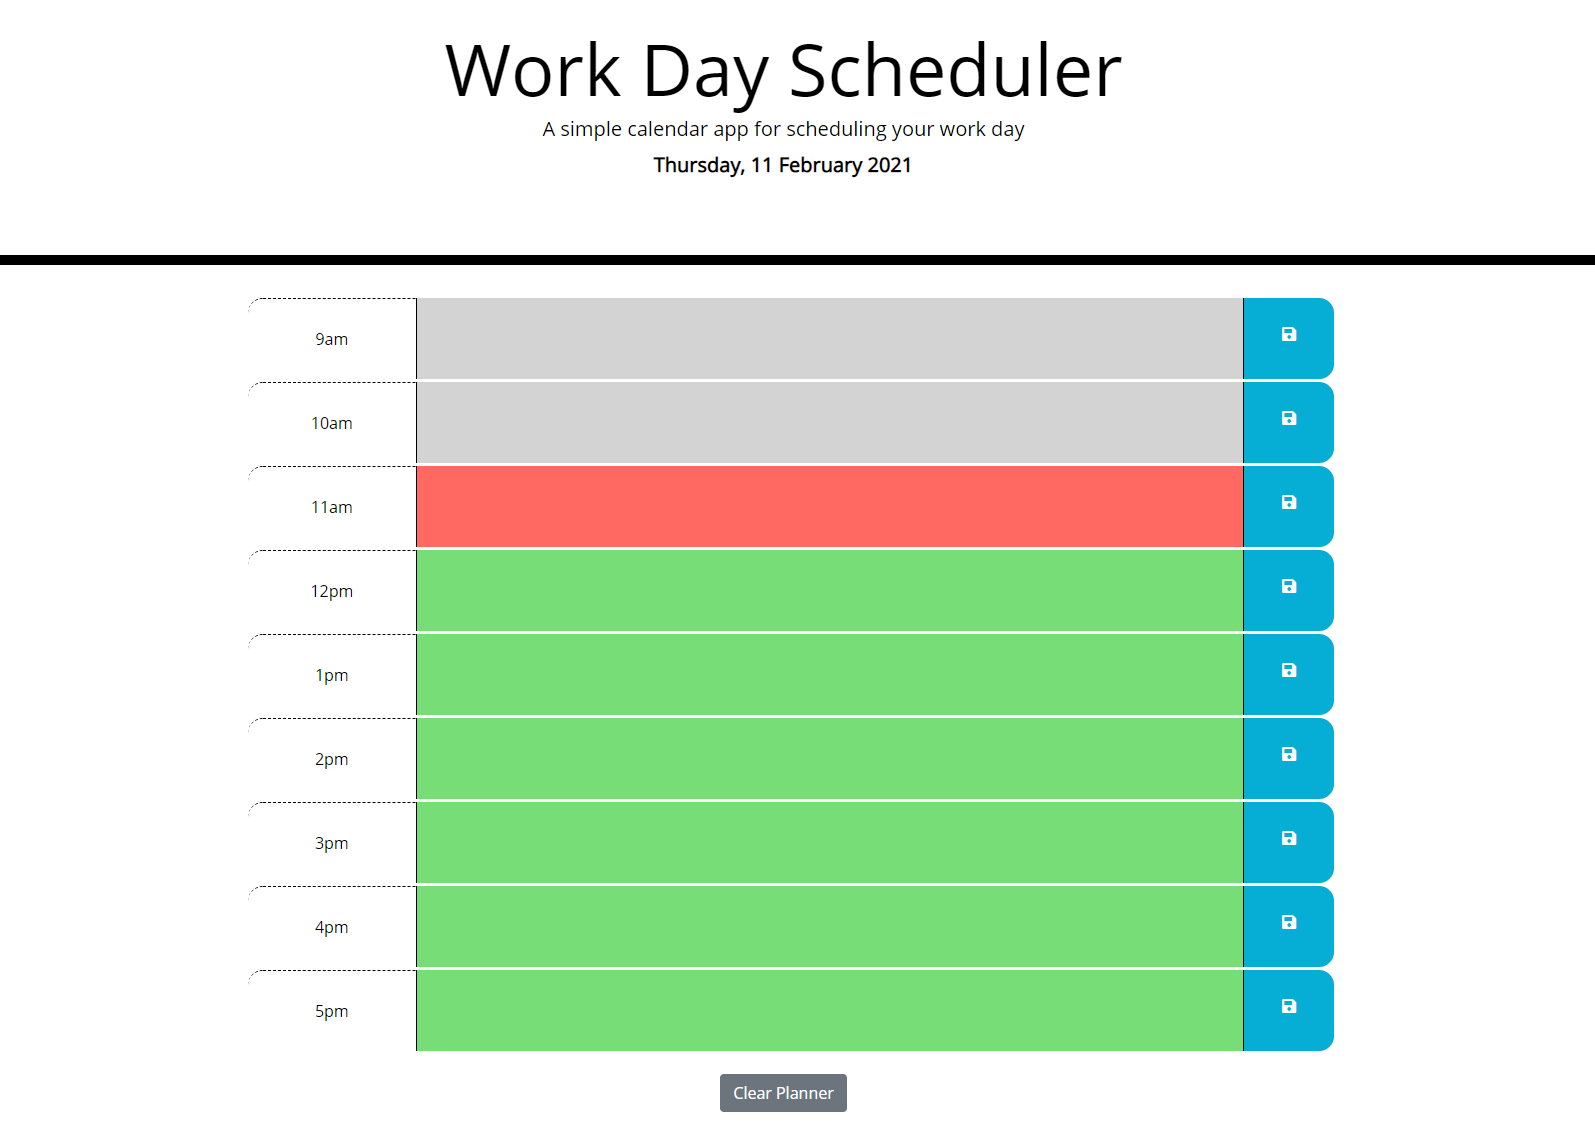 Work Day Scheduler
A simple calendar app for scheduling your work day
Thursday, 11 February 2021
9am
10am
11am
12pm
1pm
2pm
3pm
4pm
5pm
Clear Planner